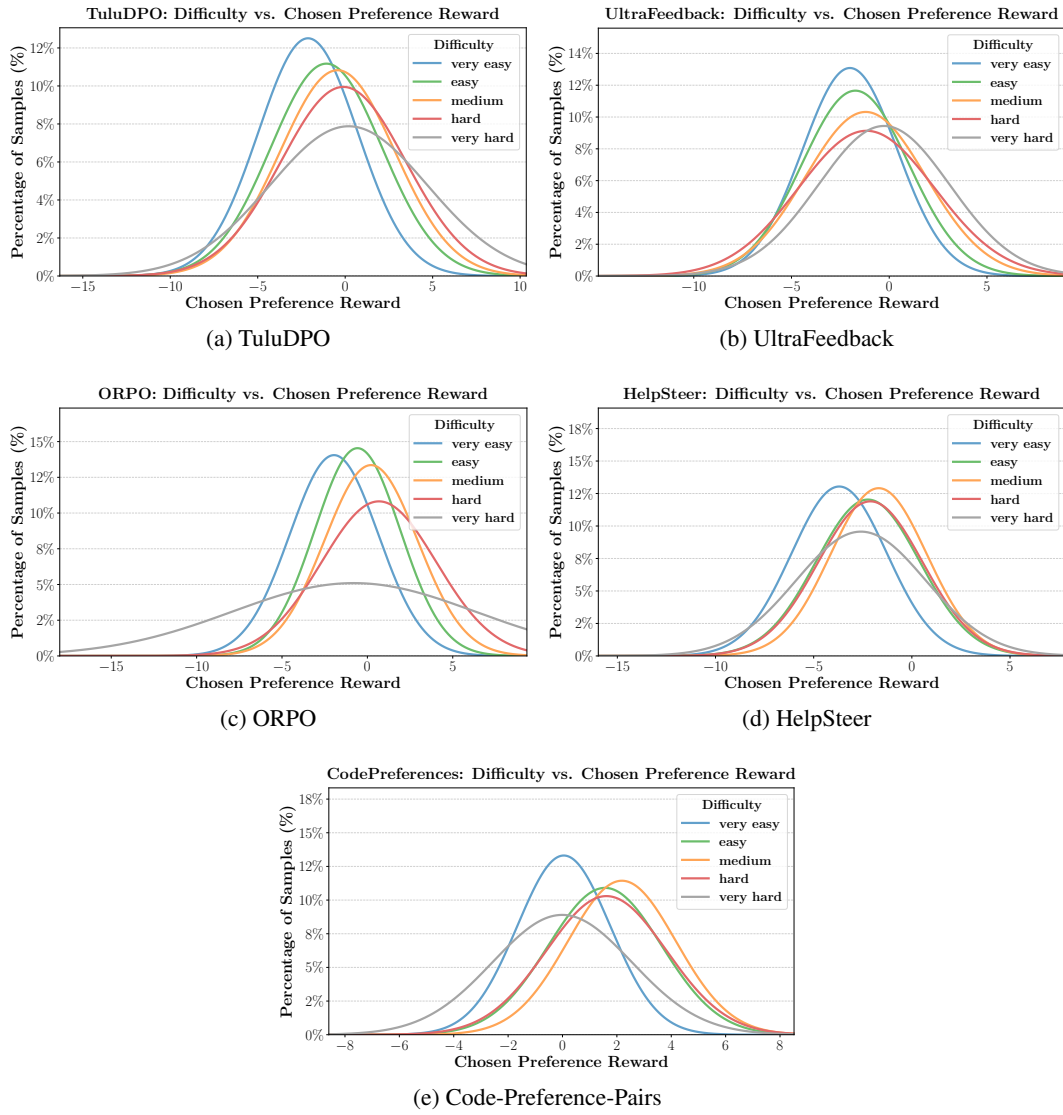 TuluDPO: Difficulty vs. Chosen Preference Reward
Percentage of Samples (%)
12%
10%
8%
6%
4%
2%
0%
Difficulty
very easy
easy
medium
hard
very hard
−15 −10 −5 0 5 10
Chosen Preference Reward
(a) TuluDPO
UltraFeedback: Difficulty vs. Chosen Preference Reward
Percentage of Samples (%)
14%
12%
10%
8%
6%
4%
2%
0%
Difficulty
very easy
easy
medium
hard
very hard
−10 −5 0 5
Chosen Preference Reward
(b) UltraFeedback
ORPO: Difficulty vs. Chosen Preference Reward
Percentage of Samples (%)
15%
12%
10%
8%
5%
2%
0%
Difficulty
very easy
easy
medium
hard
very hard
−15 −10 −5 0 5
Chosen Preference Reward
(c) ORPO
HelpSteer: Difficulty vs. Chosen Preference Reward
Percentage of Samples (%)
18%
15%
12%
10%
8%
5%
2%
0%
Difficulty
very easy
easy
medium
hard
very hard
−15 −10 −5 0 5
Chosen Preference Reward
(d) HelpSteer
CodePreferences: Difficulty vs. Chosen Preference Reward
Percentage of Samples (%)
18%
15%
12%
10%
8%
5%
2%
0%
Difficulty
very easy
easy
medium
hard
very hard
−8 −6 −4 −2 0 2 4 6 8
Chosen Preference Reward
(e) Code-Preference-Pairs